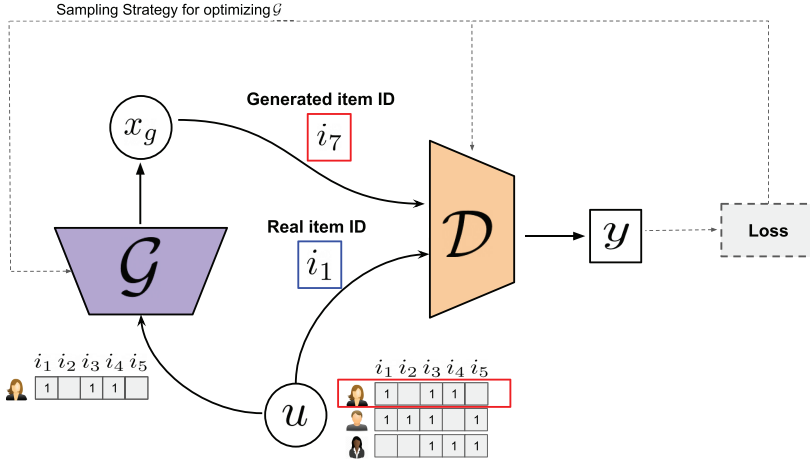 Sampling Strategy for optimizing 𝒢
Generated item ID
x_g
i_7
Real item ID
𝒟
y
Loss
𝒢
i_1
i_1 i_2 i_3 i_4 i_5
1 1 1
u
i_1 i_2 i_3 i_4 i_5
1 1 1
1 1 1 1
1 1 1